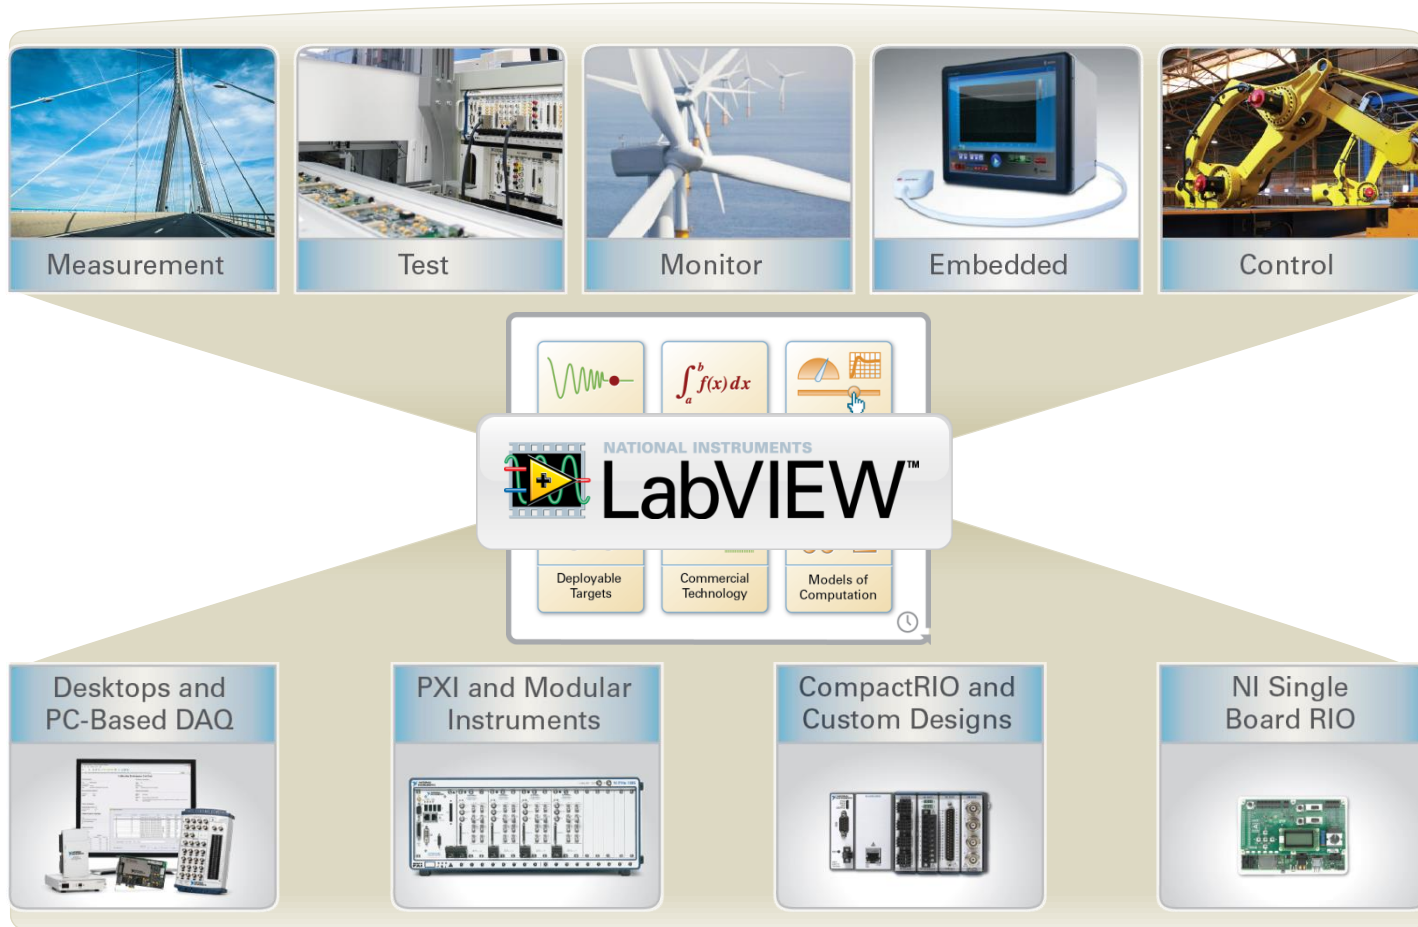 Measurement
Test
Monitor
Embedded
Control
∫ₐᵇ f(x) dx
NATIONAL INSTRUMENTS
LabVIEW™
Deployable
Targets
Commercial
Technology
Models of
Computation
Desktops and
PC-Based DAQ
PXI and Modular
Instruments
CompactRIO and
Custom Designs
NI Single
Board RIO